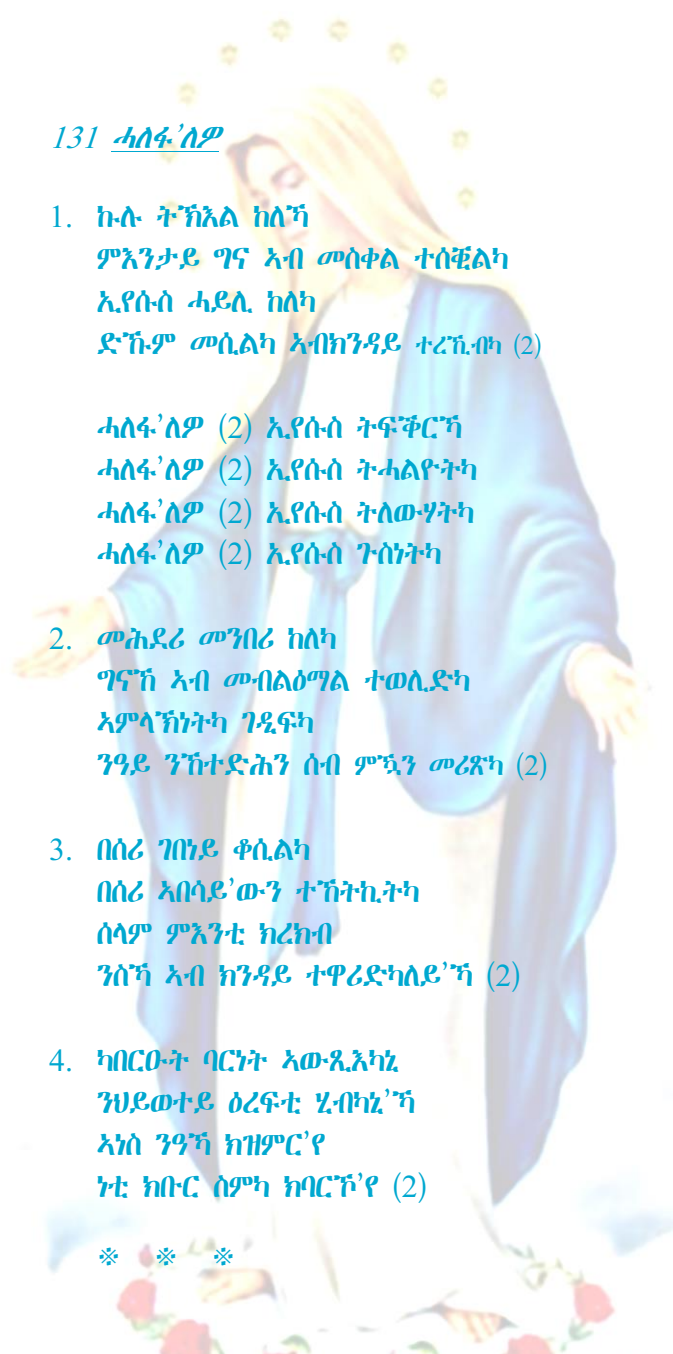 131 ሓለፋ'ለዎ
1. ኩሉ ትኽእል ከለኻ
ምእንታይ ግና ኣብ መስቀል ተሰቒልካ
ኢየሱስ ሓይሊ ከለካ
ድኹም መሲልካ ኣብክንዳይ ተረኺብካ (2)
ሓለፋ'ለዎ (2) ኢየሱስ ትፍቕርኻ
ሓለፋ'ለዎ (2) ኢየሱስ ትሓልዮትካ
ሓለፋ'ለዎ (2) ኢየሱስ ትለውሃትካ
ሓለፋ'ለዎ (2) ኢየሱስ ጉስነትካ
2. መሕደሪ መንበሪ ከለካ
ግናኸ ኣብ መብልዕማል ተወሊድካ
ኣምላኽነትካ ገዲፍካ
ንዓይ ንኸተድሕን ሰብ ምዃን መሪጽካ (2)
3. በሰሪ ገበነይ ቆሲልካ
በሰሪ ኣበሳይ'ውን ተኸትኪትካ
ሰላም ምእንቲ ክረክብ
ንስኻ ኣብ ክንዳይ ተዋሪድካለይ'ኻ (2)
4. ካበርዑት ባርነት ኣውጺእካኒ
ንህይወተይ ዕረፍቲ ሂብካኒ'ኻ
ኣነስ ንዓኻ ክዝምር'የ
ነቲ ክቡር ስምካ ክባርኾ'የ (2)
※ ※ ※